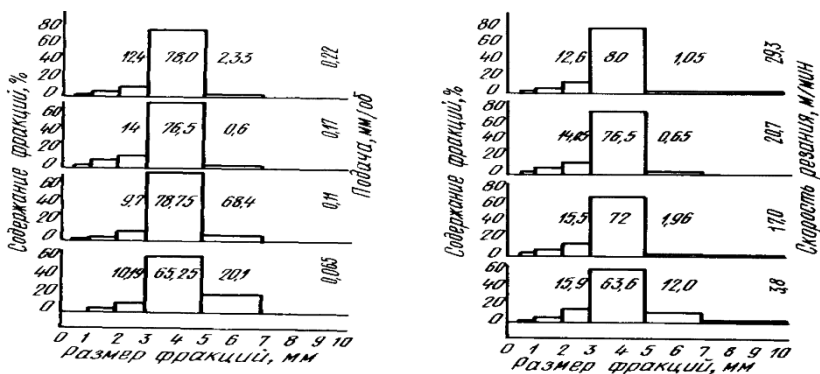 80
60
40
20
0
12,4 78,0 2,35 0,22
60
40
20
0
14 76,5 0,6 0,17
60
40
20
0
9,7 78,75 68,4 0,11
60
40
20
0
10,19 65,25 20,1 0,065
0 1 2 3 4 5 6 7 8 9 10
Размер фракций, мм
Содержание фракций, %
Подача, мм/об
80
60
40
20
0
12,6 80 1,05 29,3
60
40
20
0
14,05 76,5 0,65 20,7
60
40
20
0
15,5 72 1,96 17,0
60
40
20
0
15,9 63,6 12,0 3,8
0 1 2 3 4 5 6 7 8 9 10
Размер фракций, мм
Содержание фракций, %
Скорость резания, м/мин